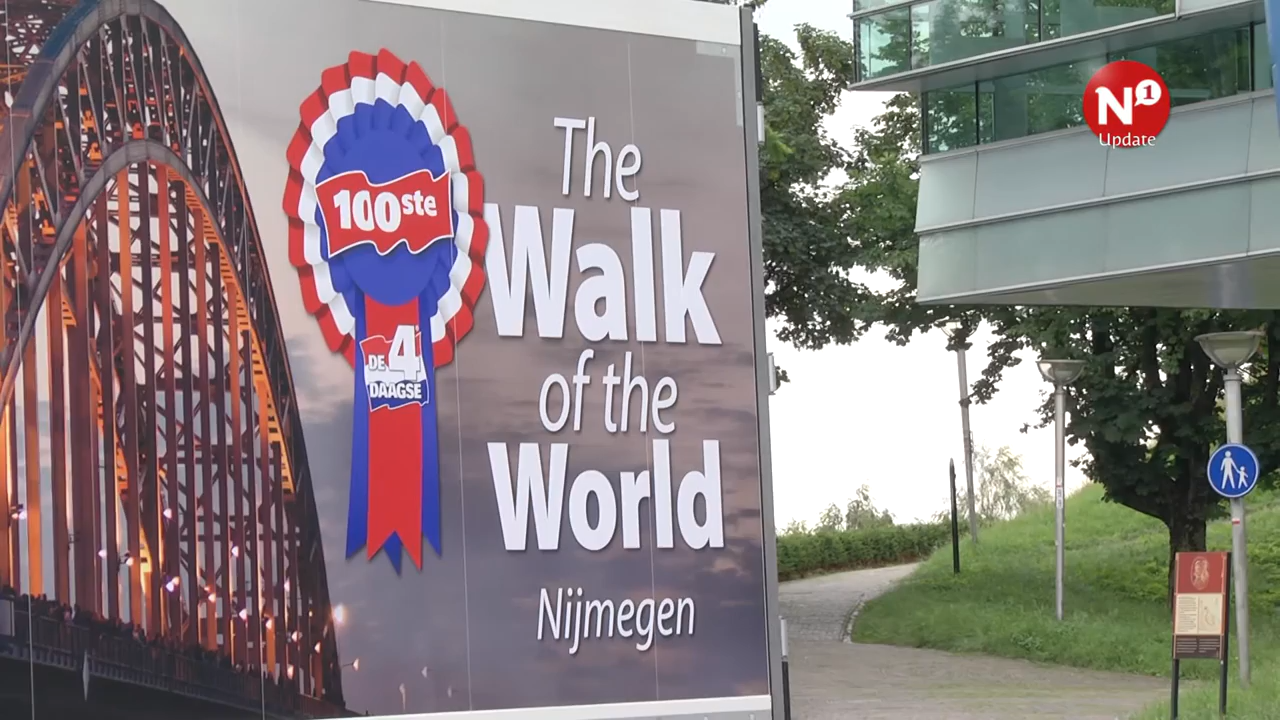 100ste
DE 4
DAAGSE
The
Walk
of the
World
Nijmegen
N1
Update